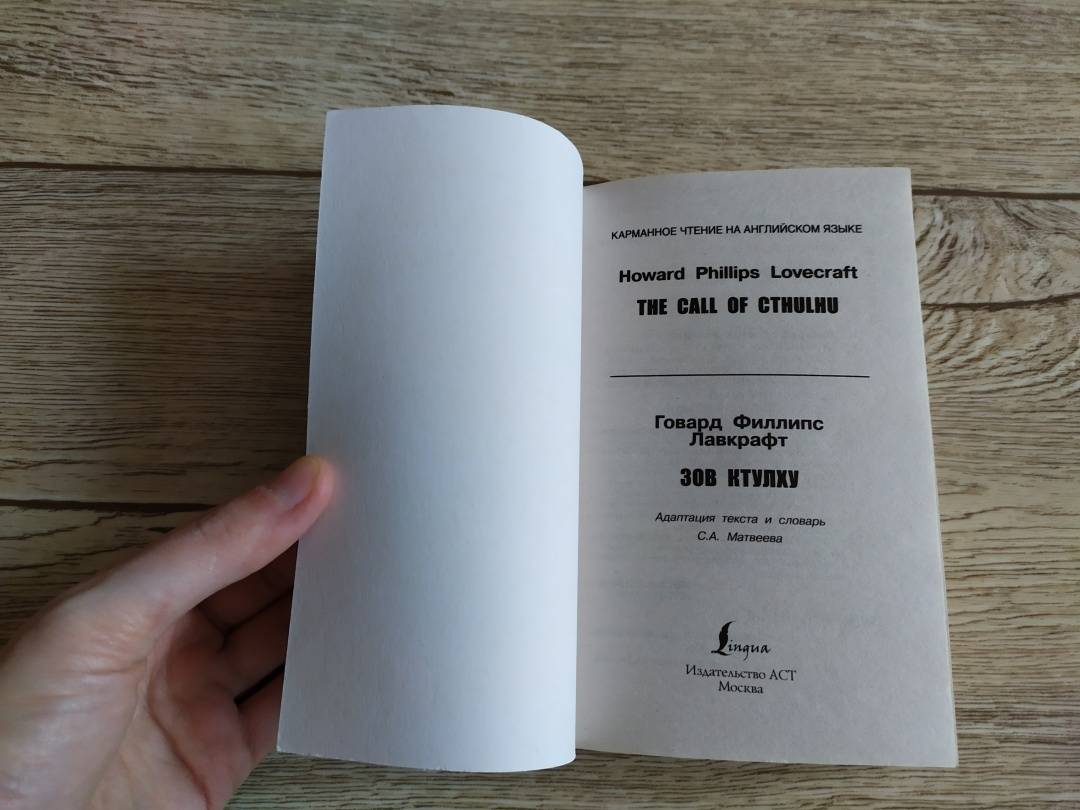 КАРМАННОЕ ЧТЕНИЕ НА АНГЛИЙСКОМ ЯЗЫКЕ
Howard Phillips Lovecraft
THE CALL OF CTHULHU
Говард Филлипс
Лавкрафт
ЗОВ КТУЛХУ
Адаптация текста и словарь
С.А. Матвеева
Lingua
Издательство АСТ
Москва